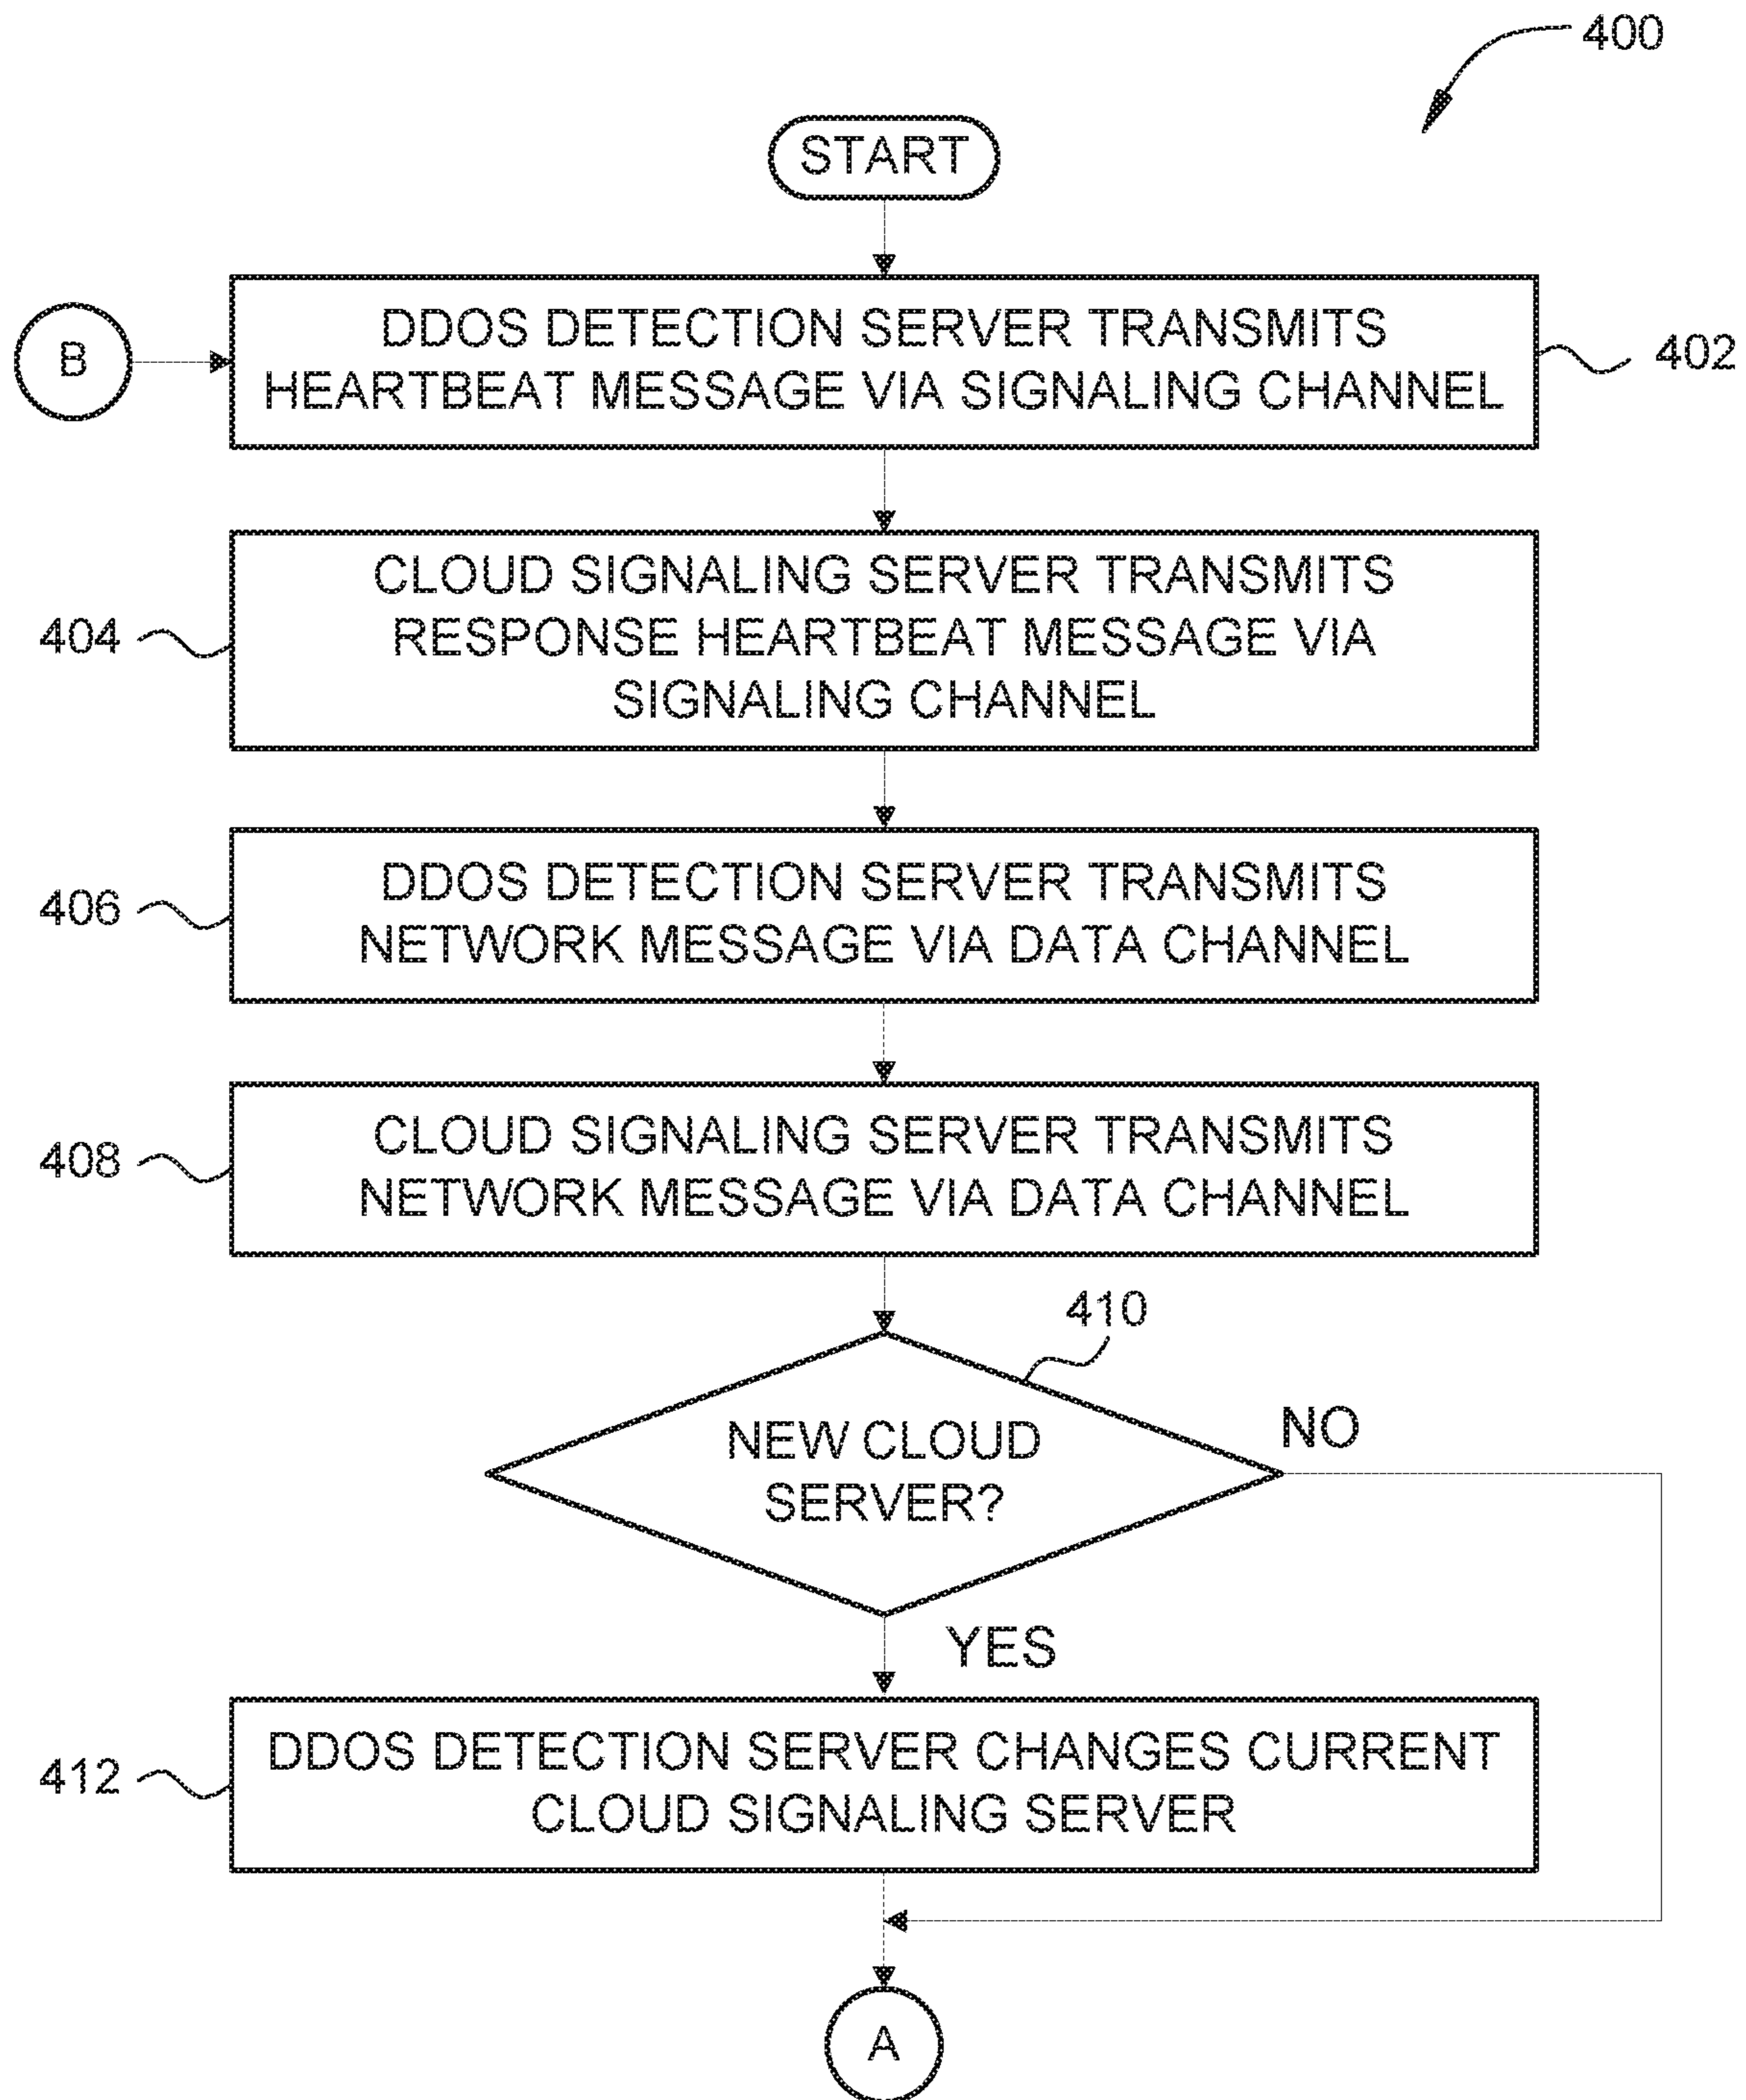 400
START
B
DDOS DETECTION SERVER TRANSMITS
HEARTBEAT MESSAGE VIA SIGNALING CHANNEL
402
CLOUD SIGNALING SERVER TRANSMITS
RESPONSE HEARTBEAT MESSAGE VIA
SIGNALING CHANNEL
404
DDOS DETECTION SERVER TRANSMITS
NETWORK MESSAGE VIA DATA CHANNEL
406
CLOUD SIGNALING SERVER TRANSMITS
NETWORK MESSAGE VIA DATA CHANNEL
408
410
NEW CLOUD
SERVER?
NO
YES
DDOS DETECTION SERVER CHANGES CURRENT
CLOUD SIGNALING SERVER
412
A